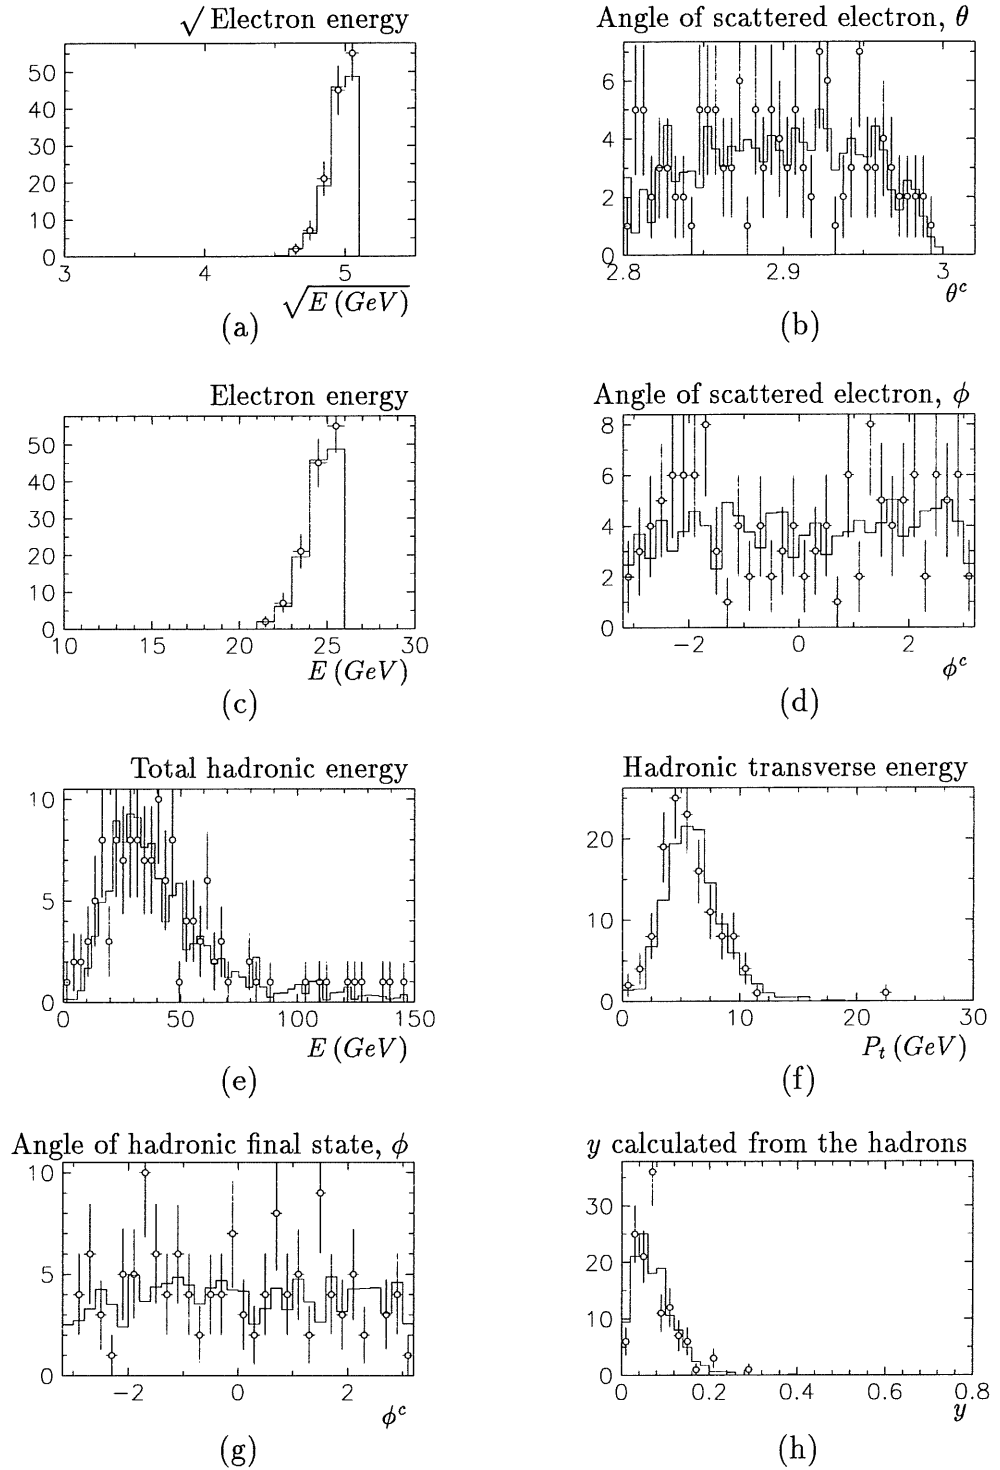 √ Electron energy
50
40
30
20
10
0
3 4 5
√E (GeV)
(a)
Angle of scattered electron, θ
6
4
2
0
2.8 2.9 3
θᶜ
(b)
Electron energy
50
40
30
20
10
0
10 15 20 25 30
E (GeV)
(c)
Angle of scattered electron, ϕ
8
6
4
2
0
−2 0 2
ϕᶜ
(d)
Total hadronic energy
10
5
0
0 50 100 150
E (GeV)
(e)
Hadronic transverse energy
20
10
0
0 10 20 30
Pₜ (GeV)
(f)
Angle of hadronic final state, ϕ
10
5
0
−2 0 2
ϕᶜ
(g)
y calculated from the hadrons
30
20
10
0
0 0.2 0.4 0.6 0.8
y
(h)